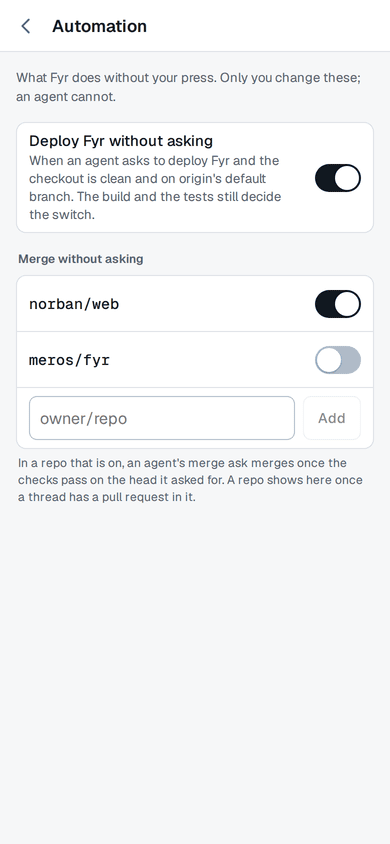 Automation
What Fyr does without your press. Only you change these;
an agent cannot.
Deploy Fyr without asking
When an agent asks to deploy Fyr and the
checkout is clean and on origin's default
branch. The build and the tests still decide
the switch.
Merge without asking
norban/web
meros/fyr
owner/repo
Add
In a repo that is on, an agent's merge ask merges once the
checks pass on the head it asked for. A repo shows here once
a thread has a pull request in it.